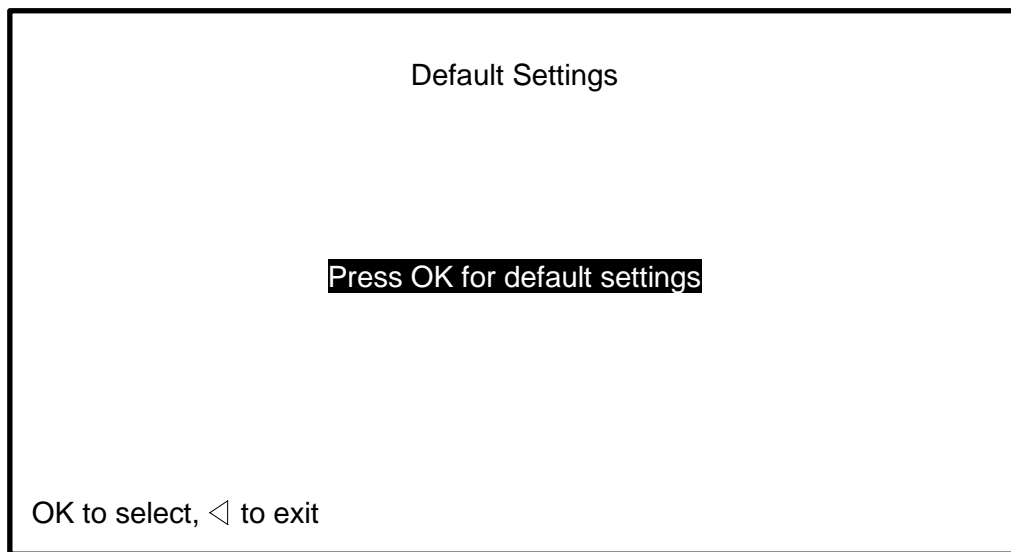 Default Settings
Press OK for default settings
OK to select, ◁ to exit